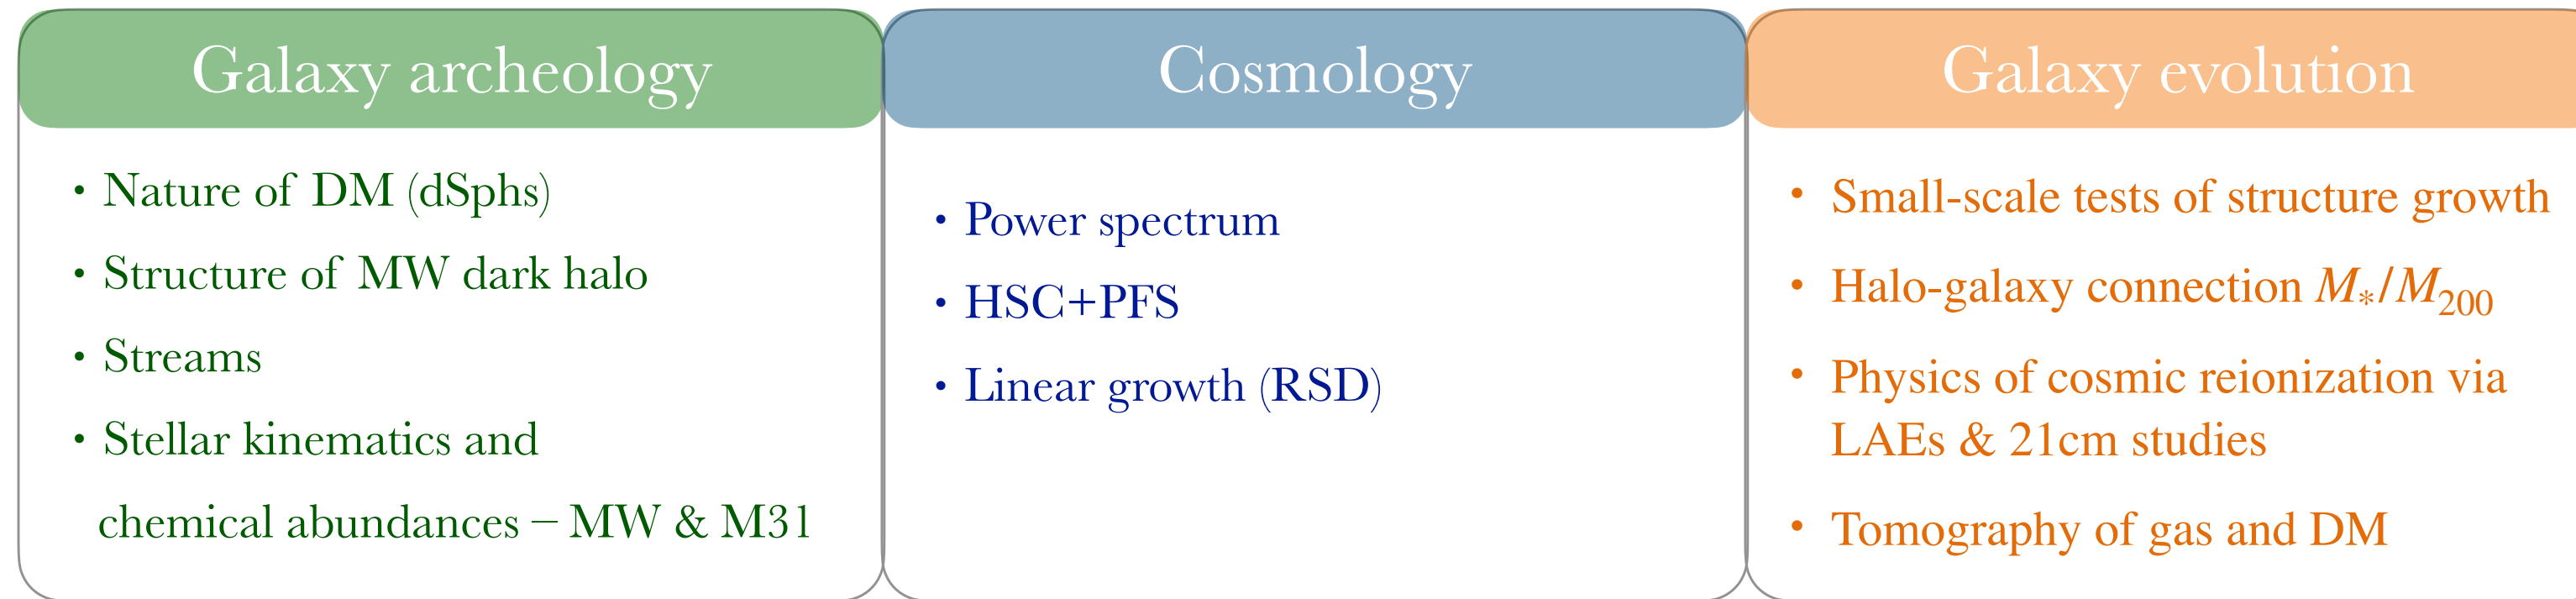 Galaxy archeology
• Nature of DM (dSphs)
• Structure of MW dark halo
• Streams
• Stellar kinematics and
chemical abundances – MW & M31
Cosmology
• Power spectrum
• HSC+PFS
• Linear growth (RSD)
Galaxy evolution
• Small-scale tests of structure growth
• Halo-galaxy connection M*/M200
• Physics of cosmic reionization via
LAEs & 21cm studies
• Tomography of gas and DM